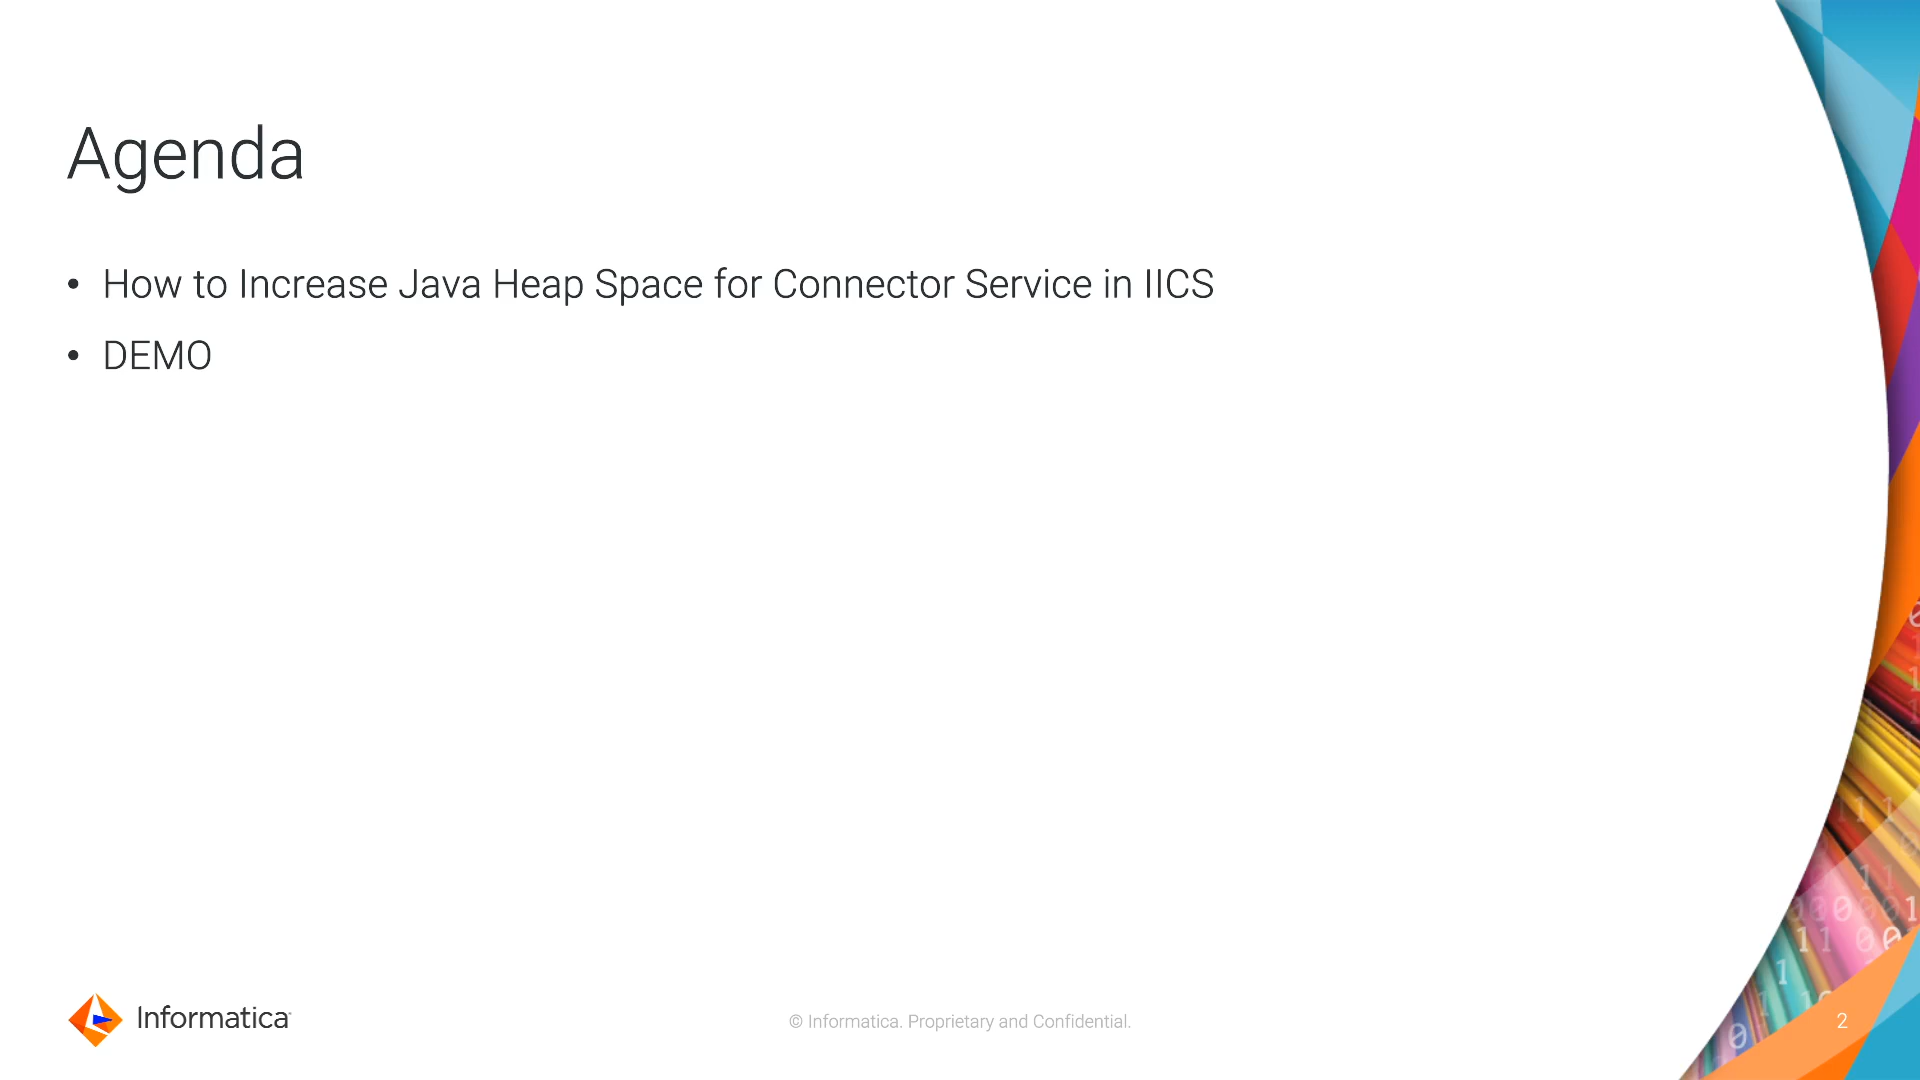 Agenda
• How to Increase Java Heap Space for Connector Service in IICS
• DEMO
Informatica
© Informatica. Proprietary and Confidential.
2